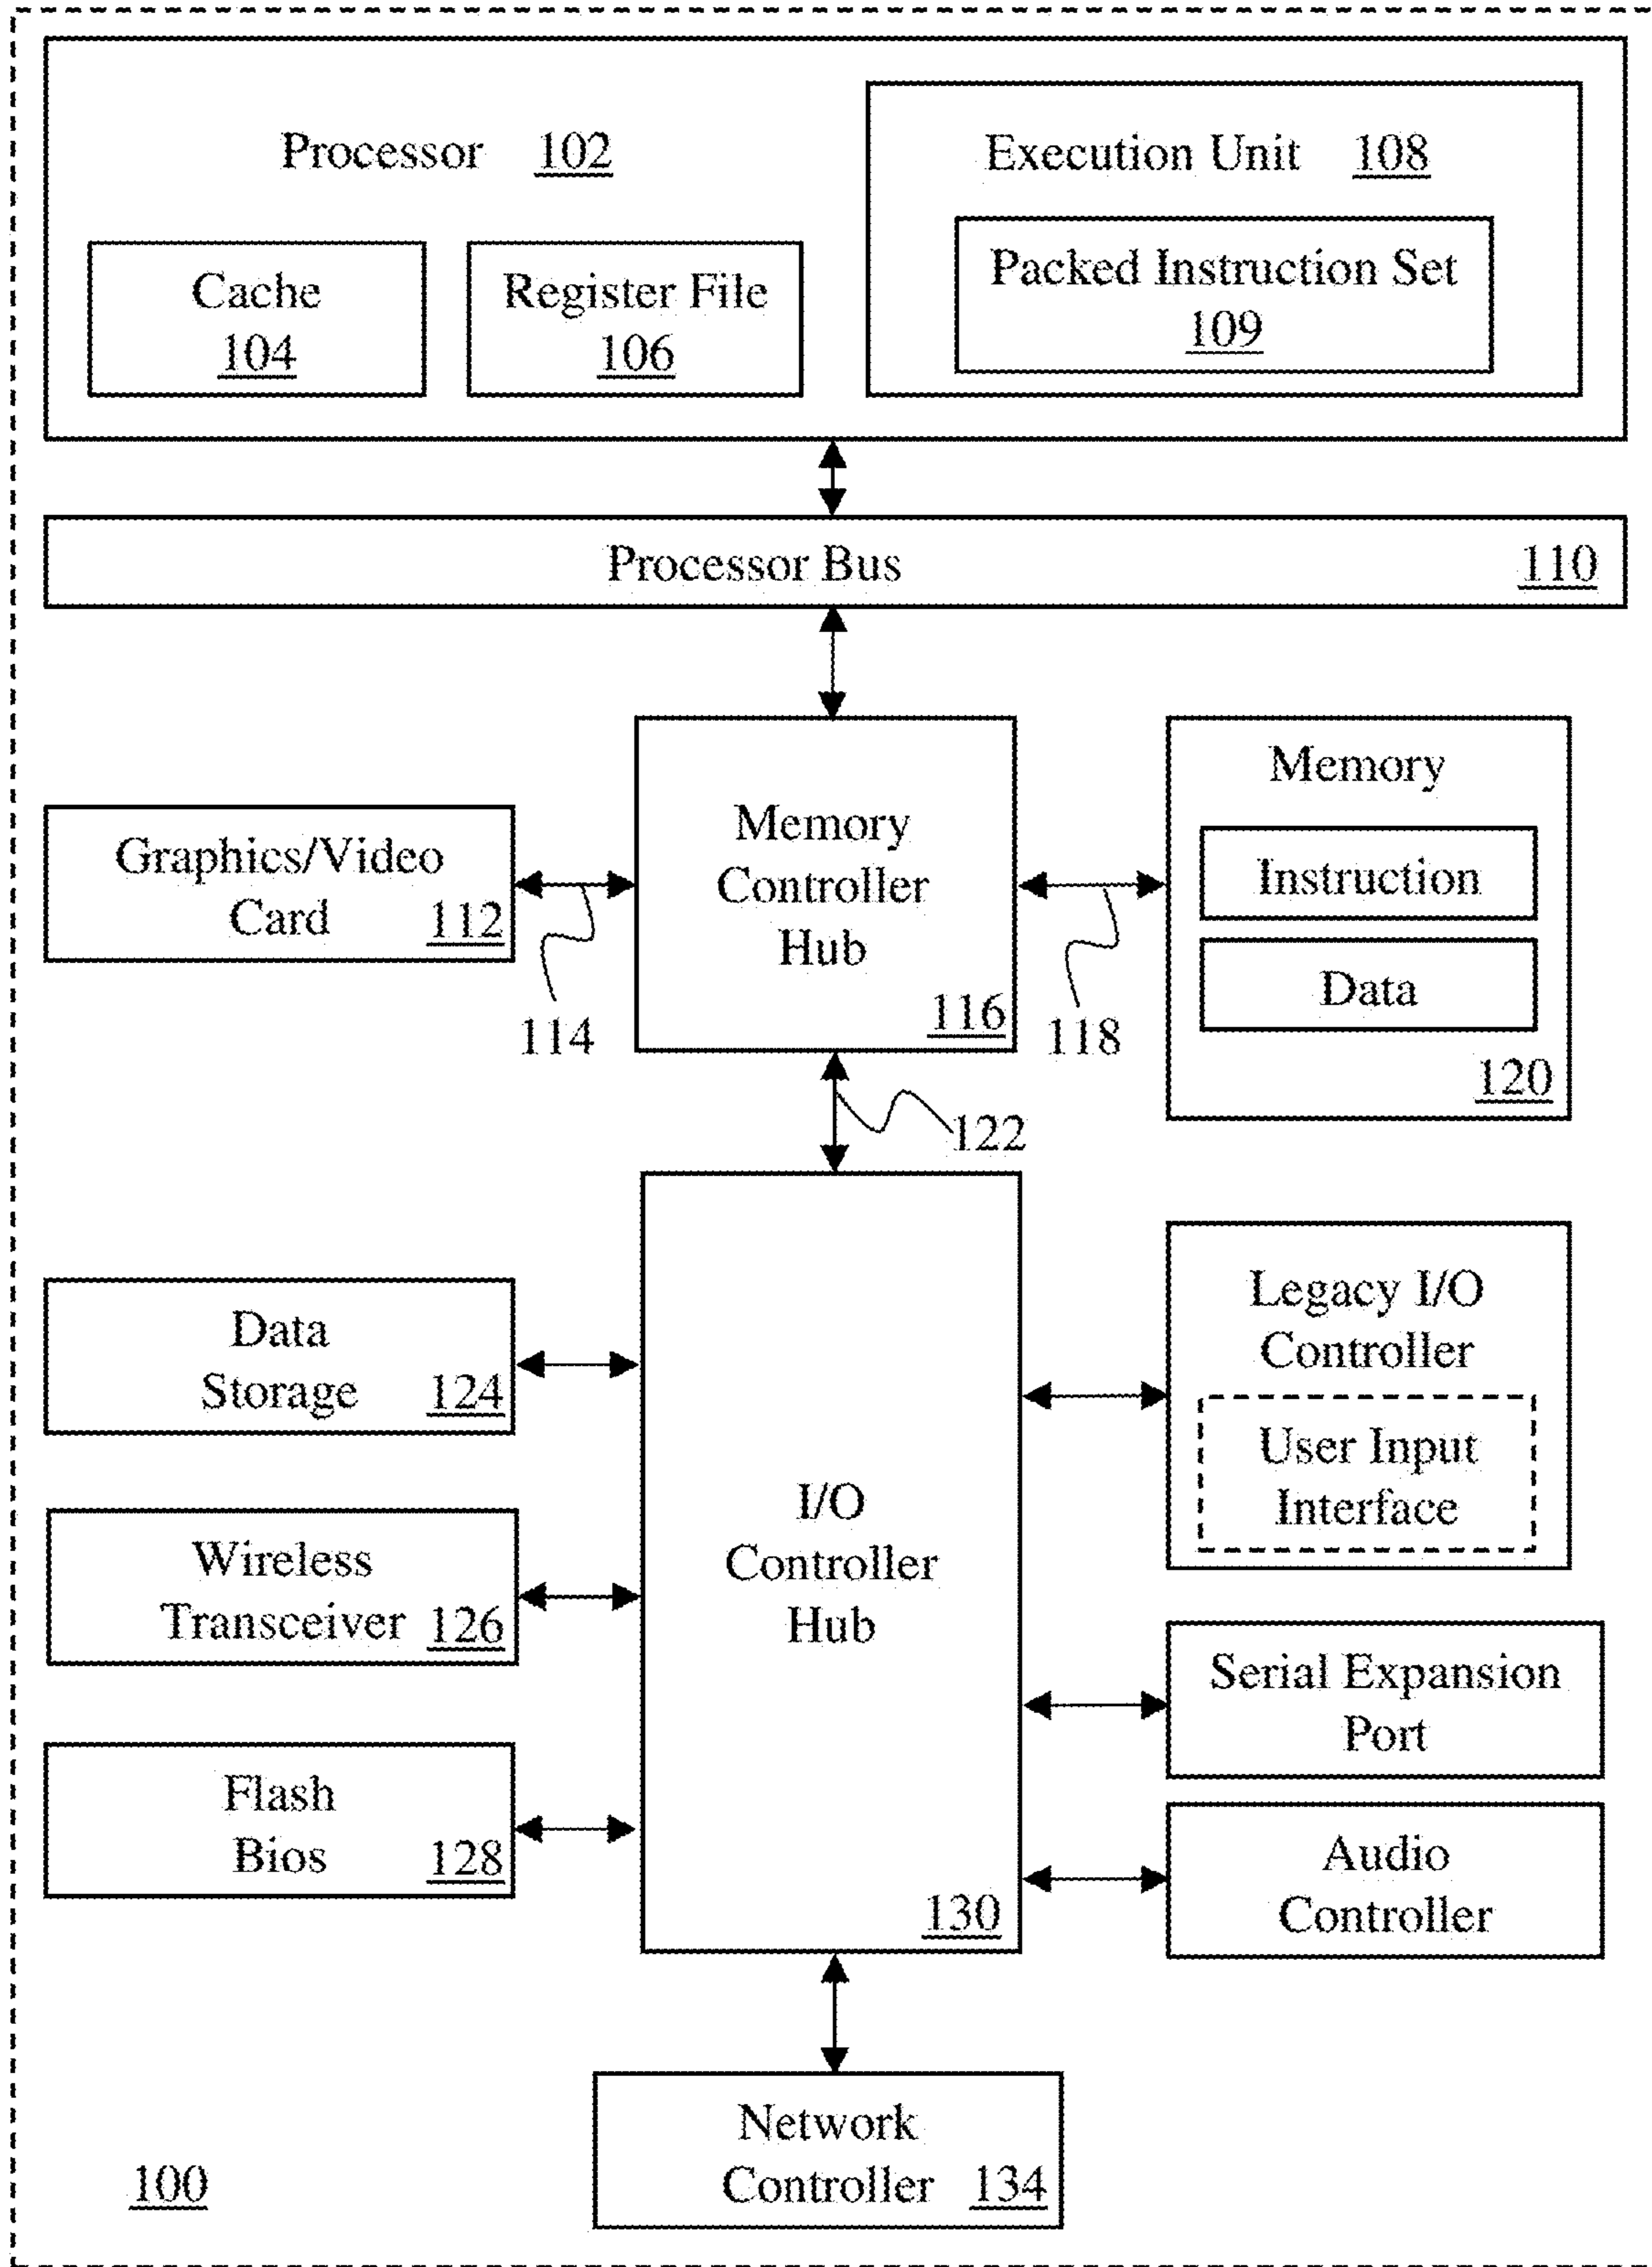 Processor 102
Execution Unit 108
Cache
104
Register File
106
Packed Instruction Set
109
Processor Bus 110
Graphics/Video
Card 112
114
Memory
Controller
Hub
116
118
Memory
Instruction
Data
120
122
Data
Storage 124
Wireless
Transceiver 126
Flash
Bios 128
I/O
Controller
Hub
130
Legacy I/O
Controller
User Input
Interface
Serial Expansion
Port
Audio
Controller
Network
Controller 134
100